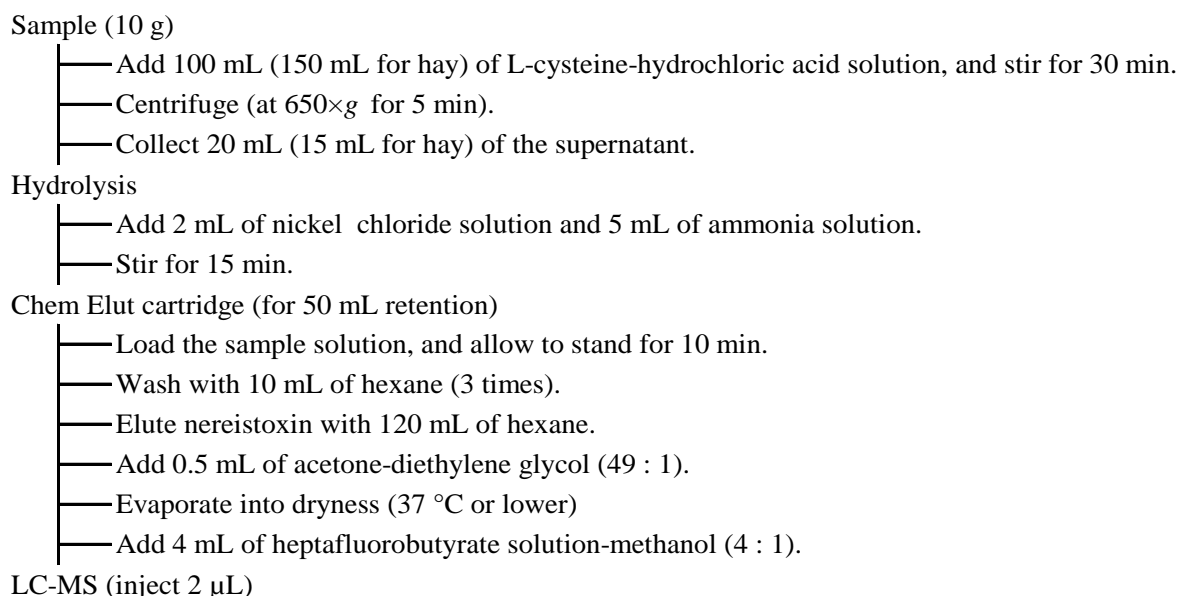 Sample (10 g)
Add 100 mL (150 mL for hay) of L-cysteine-hydrochloric acid solution, and stir for 30 min.
Centrifuge (at 650×g for 5 min).
Collect 20 mL (15 mL for hay) of the supernatant.
Hydrolysis
Add 2 mL of nickel chloride solution and 5 mL of ammonia solution.
Stir for 15 min.
Chem Elut cartridge (for 50 mL retention)
Load the sample solution, and allow to stand for 10 min.
Wash with 10 mL of hexane (3 times).
Elute nereistoxin with 120 mL of hexane.
Add 0.5 mL of acetone-diethylene glycol (49 : 1).
Evaporate into dryness (37 °C or lower)
Add 4 mL of heptafluorobutyrate solution-methanol (4 : 1).
LC-MS (inject 2 µL)